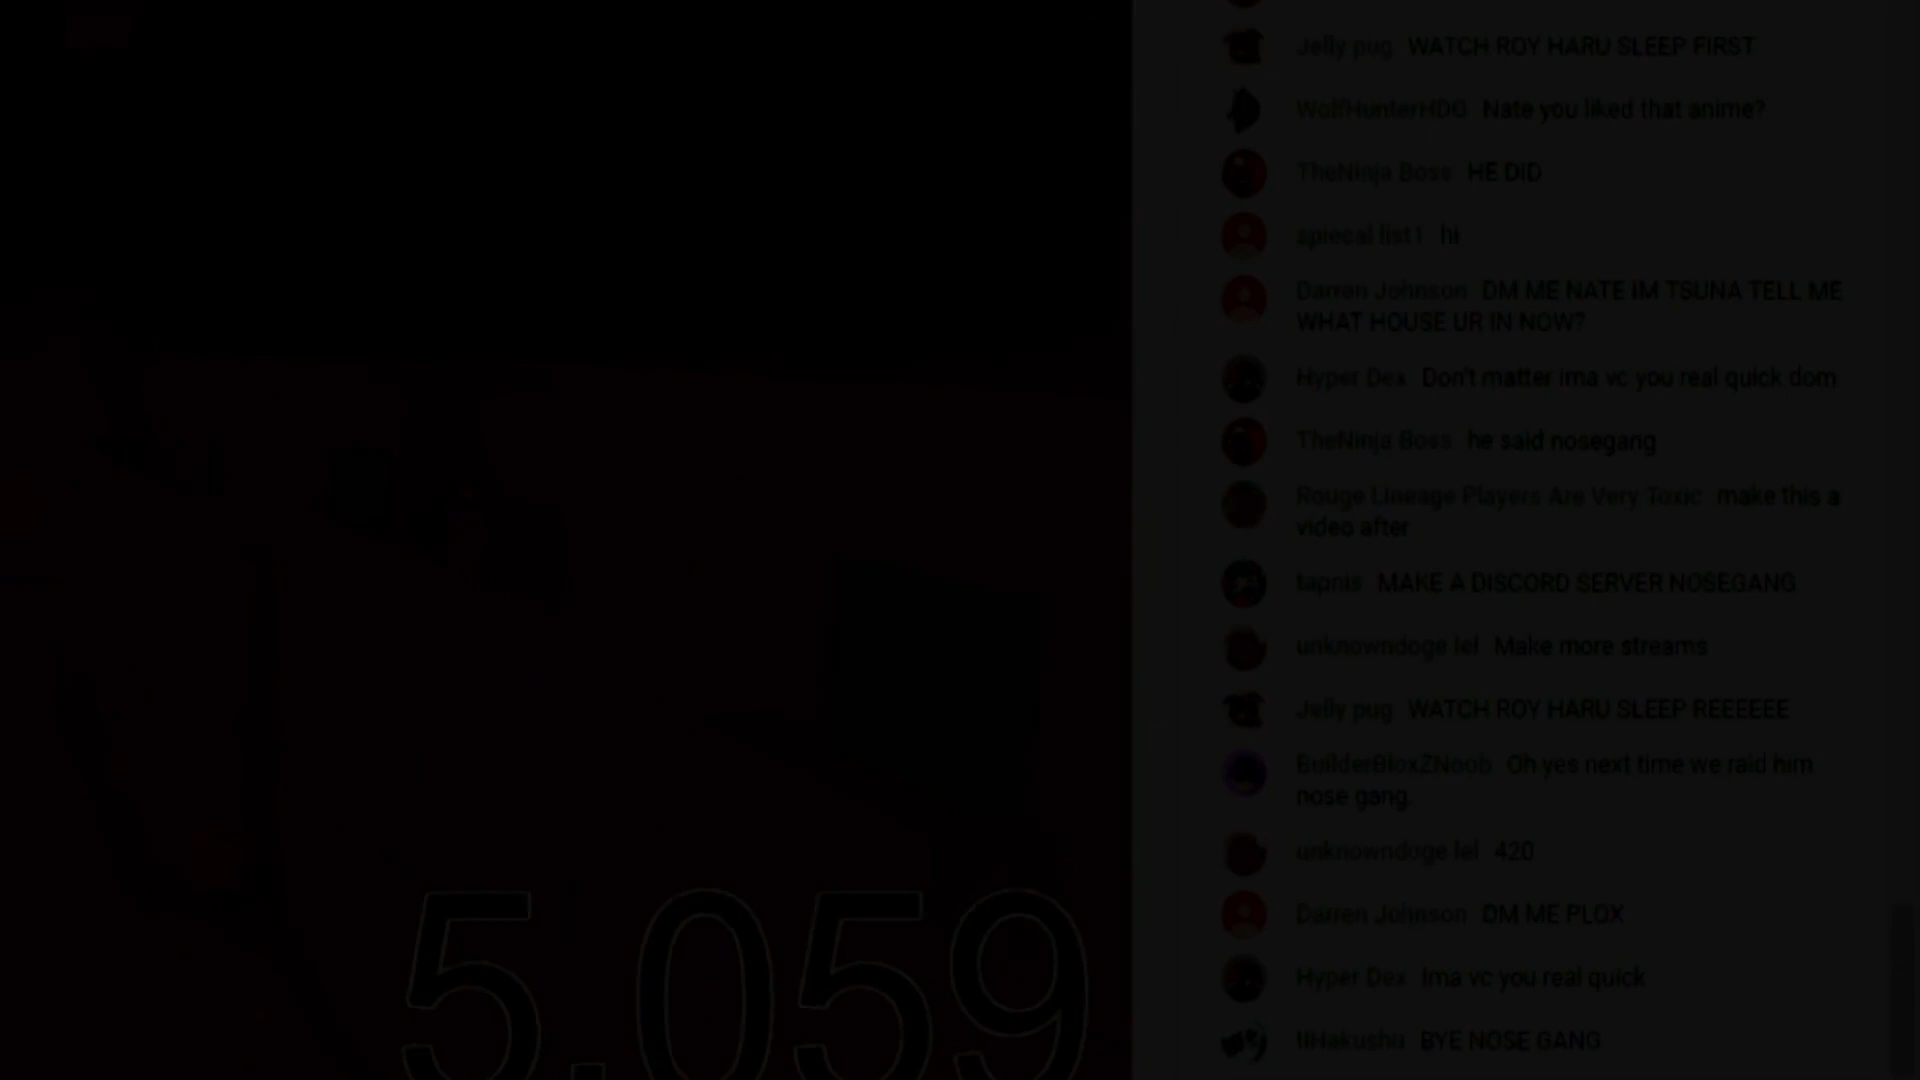 Jelly pug WATCH ROY HARU SLEEP FIRST
WolfHunterHDG Nate you liked that anime?
TheNinja Boss HE DID
spiecal list1 hi
Darren Johnson DM ME NATE IM TSUNA TELL ME
WHAT HOUSE UR IN NOW?
Hyper Dex Don't matter ima vc you real quick dom
TheNinja Boss he said nosegang
Rouge Lineage Players Are Very Toxic make this a
video after
tapnis MAKE A DISCORD SERVER NOSEGANG
unknowndoge lel Make more streams
Jelly pug WATCH ROY HARU SLEEP REEEEEE
BuilderBloxZNoob Oh yes next time we raid him
nose gang.
unknowndoge lel 420
Darren Johnson DM ME PLOX
Hyper Dex Ima vc you real quick
BYE NOSE GANG
5.059